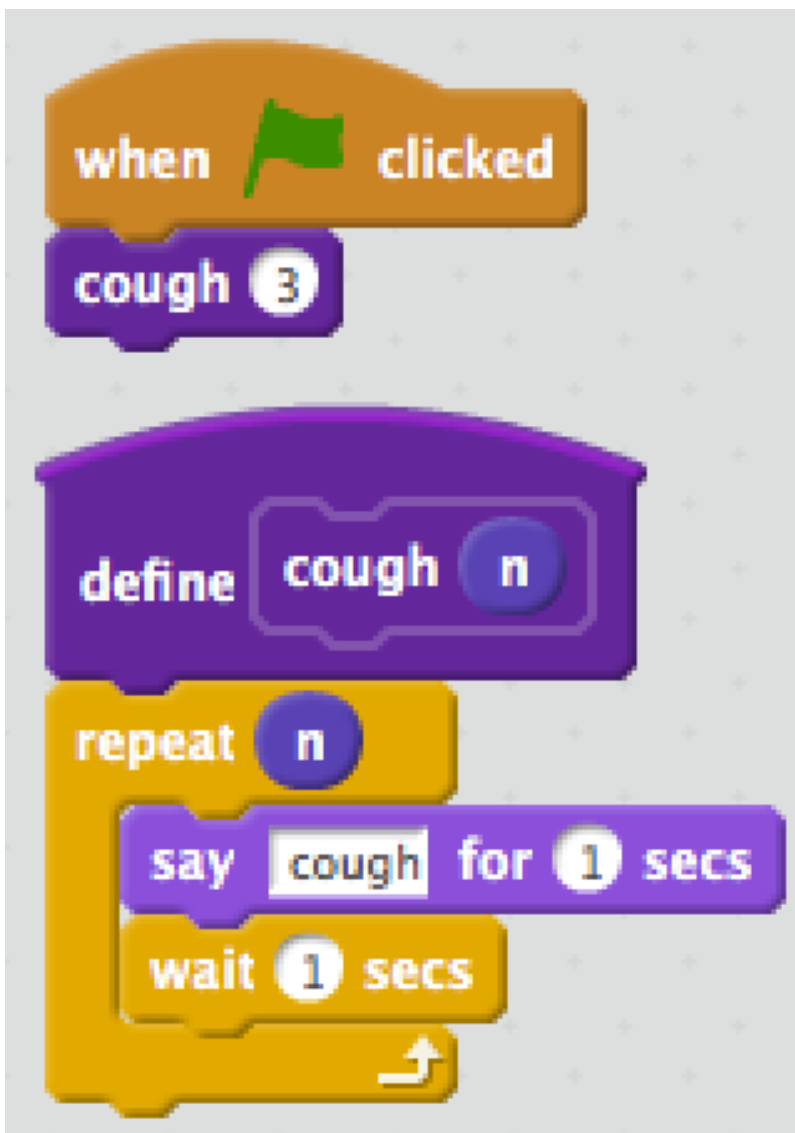 when clicked
cough 3
define cough n
repeat n
say cough for 1 secs
wait 1 secs